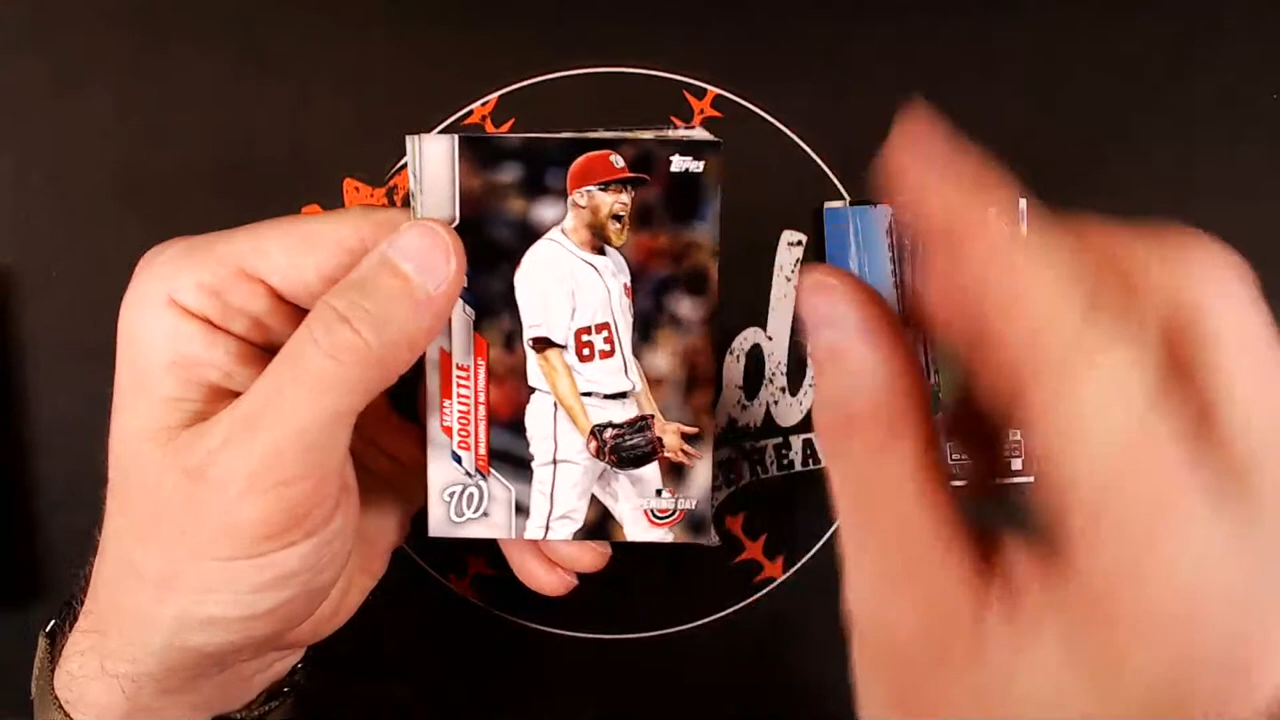 TOPPS
63
SEAN
DOOLITTLE
WASHINGTON NATIONALS
W
OPENING DAY
d